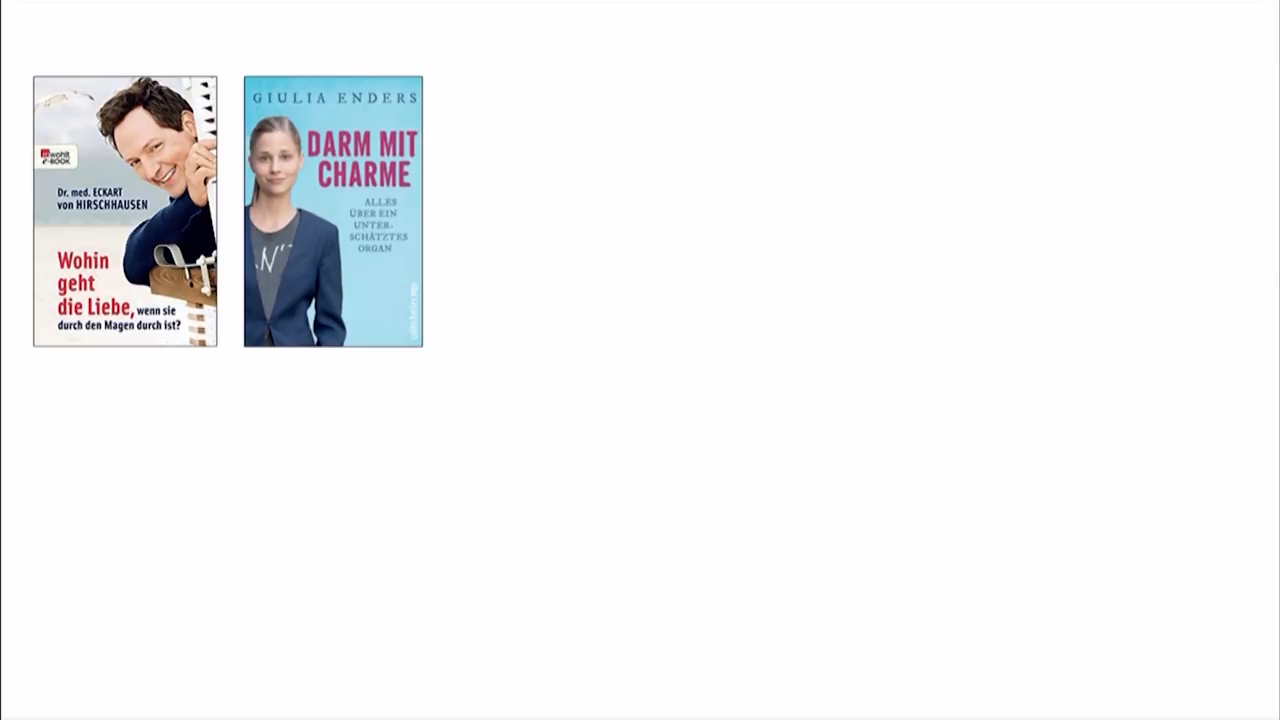 rowohlt
e-BOOK
Dr. med. ECKART
von HIRSCHHAUSEN
Wohin
geht
die Liebe, wenn sie
durch den Magen durch ist?
GIULIA ENDERS
DARM MIT
CHARME
ALLES
ÜBER EIN
UNTER-
SCHÄTZTES
ORGAN
ullstein